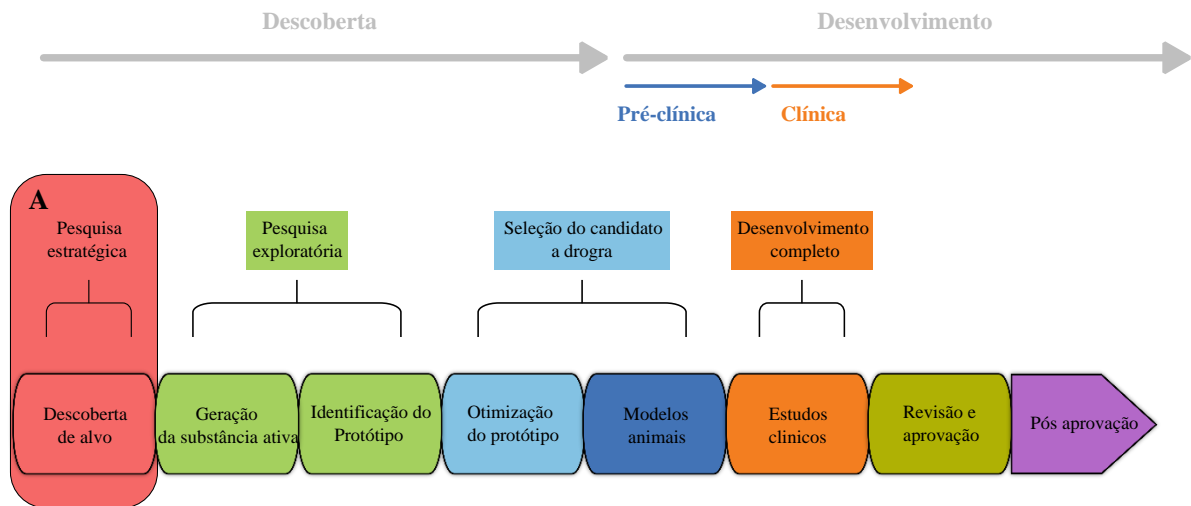 Descoberta
Desenvolvimento
Pré-clínica
Clínica
A
Pesquisa
estratégica
Pesquisa
exploratória
Seleção do candidato
a drogra
Desenvolvimento
completo
Descoberta
de alvo
Geração
da substância ativa
Identificação do
Protótipo
Otimização
do protótipo
Modelos
animais
Estudos
clinicos
Revisão e
aprovação
Pós aprovação